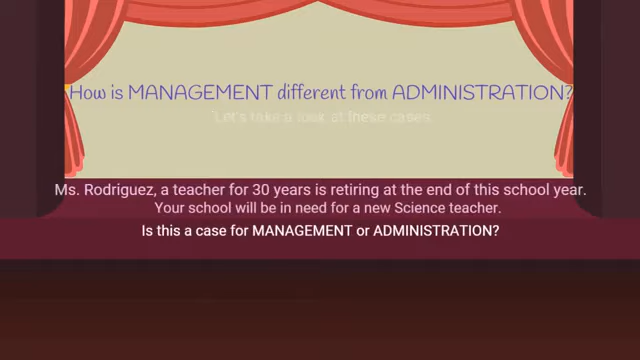 How is MANAGEMENT different from ADMINISTRATION?
"Let's take a look at these cases.
Ms. Rodriguez, a teacher for 30 years is retiring at the end of this school year.
Your school will be in need for a new Science teacher.
Is this a case for MANAGEMENT or ADMINISTRATION?